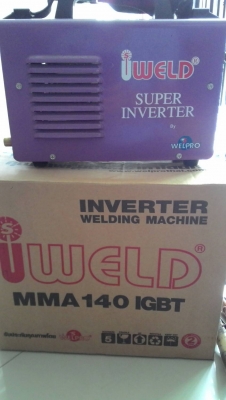 iWELD®
SUPER
INVERTER
By
WELPRO
INVERTER
WELDING MACHINE
iWELD®
MMA 140 IGBT